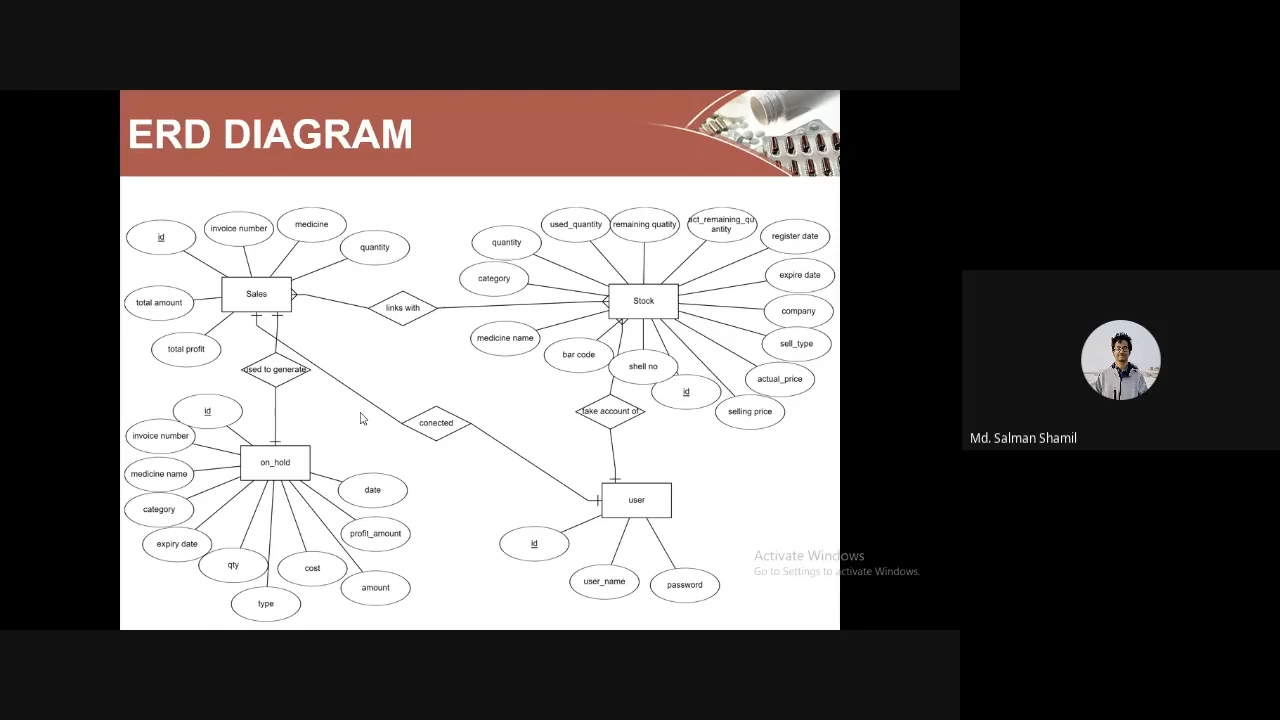 ERD DIAGRAM
id
invoice number
medicine
quantity
total amount
Sales
total profit
links with
used_quantity
remaining quatity
act_remaining_qu
antity
quantity
register date
category
expire date
Stock
company
medicine name
sell_type
bar code
shell no
actual_price
id
selling price
used to generate
take account of
conected
id
invoice number
on_hold
medicine name
category
date
expiry date
profit_amount
qty
cost
amount
type
user
id
user_name
password
Activate Windows
Go to Settings to activate Windows.
Md. Salman Shamil